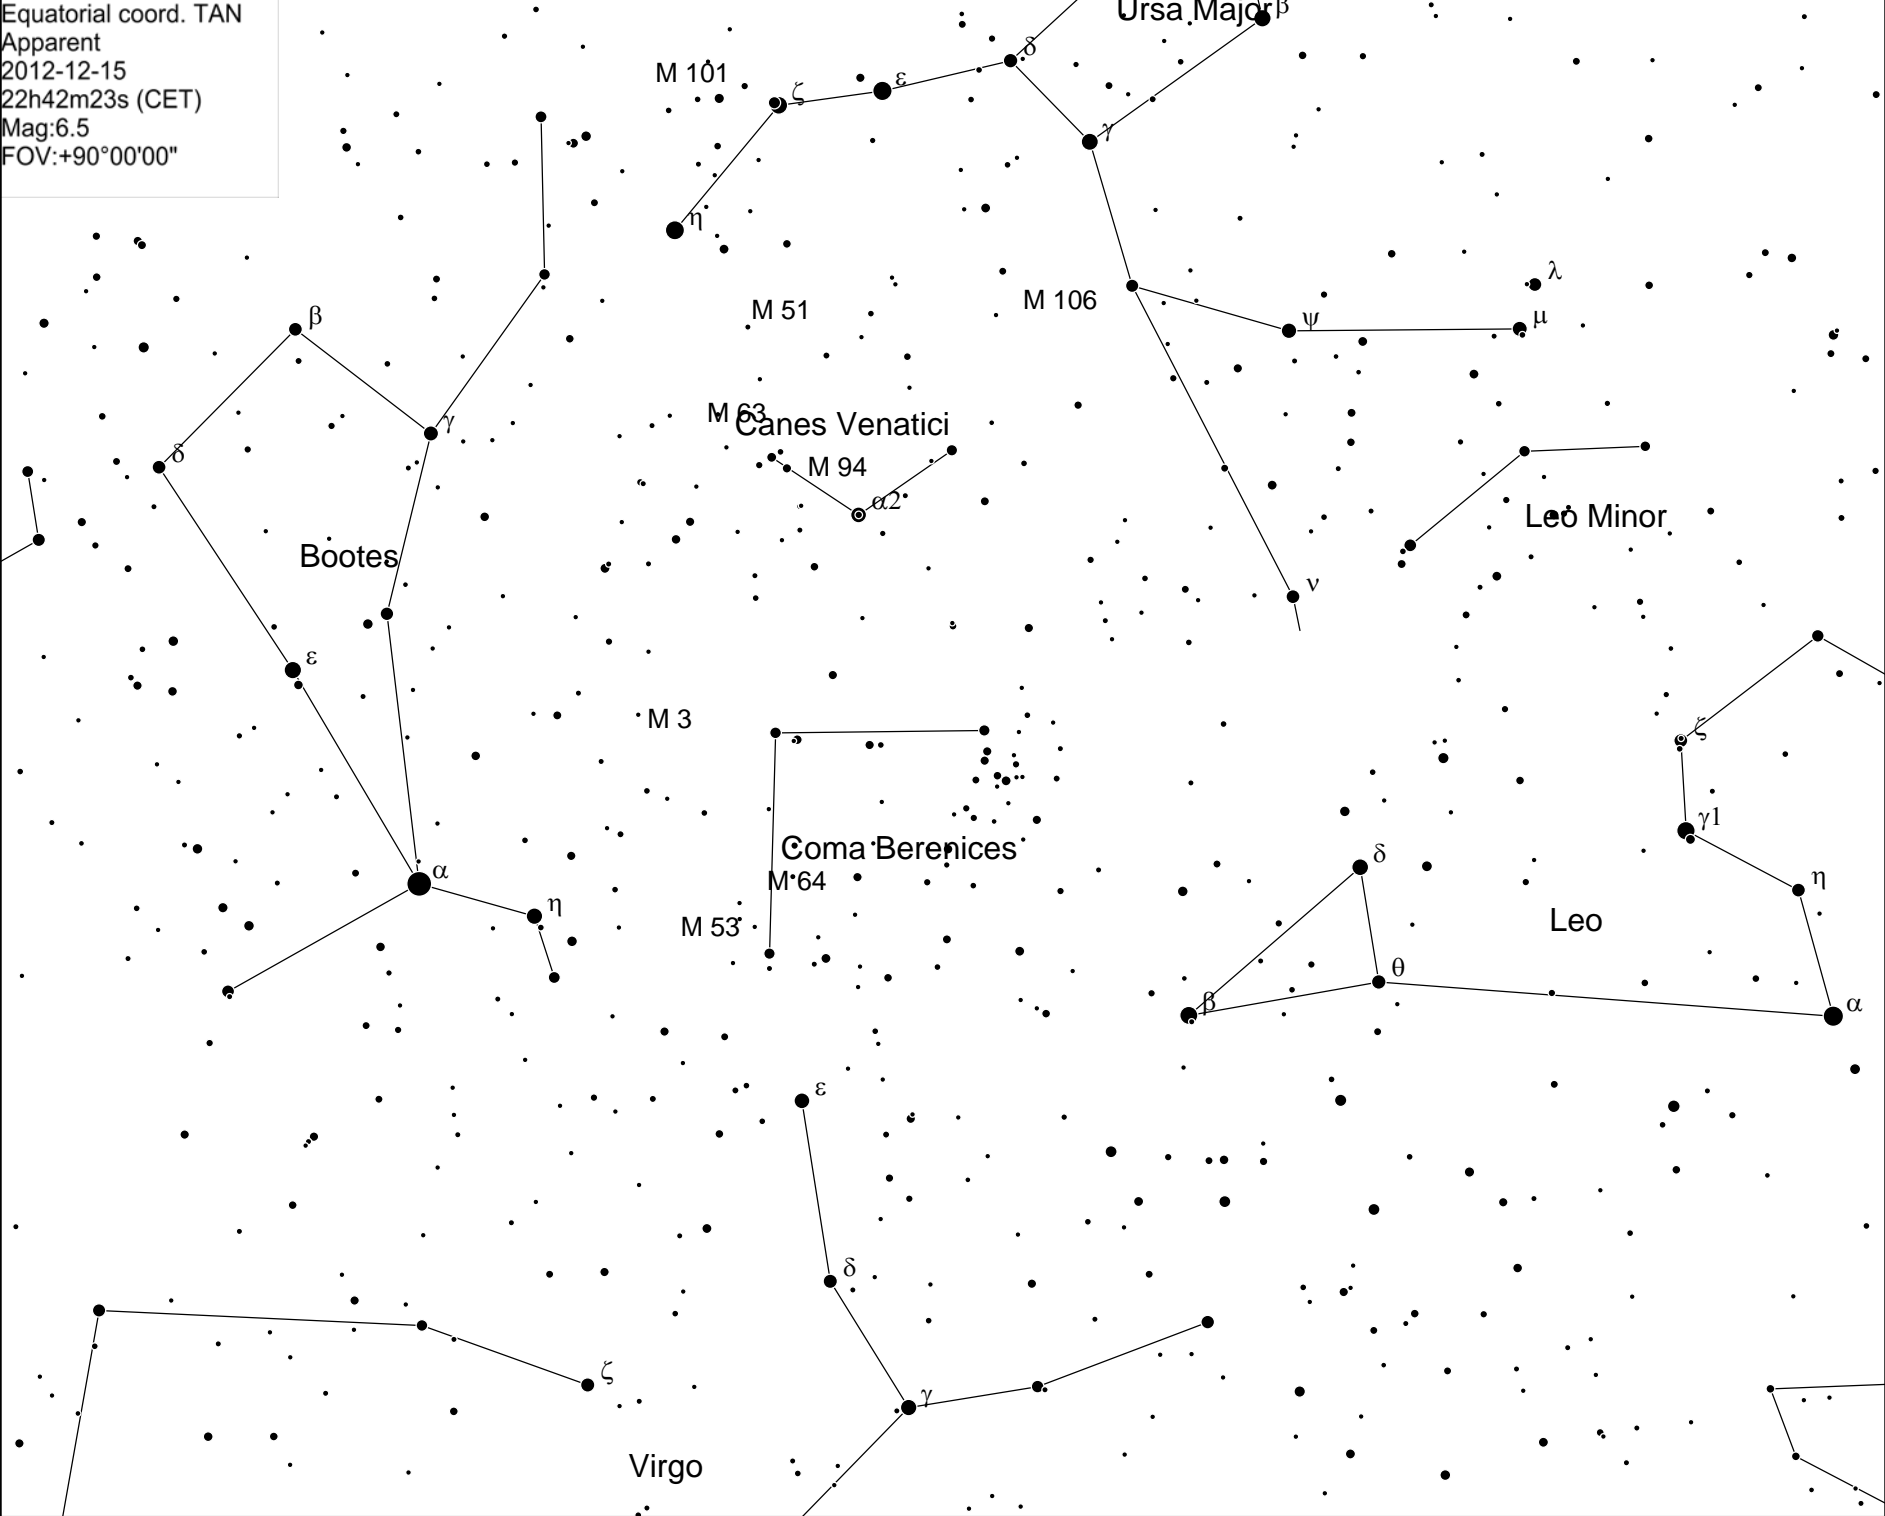 Equatorial coord. TAN
Apparent
2012-12-15
22h42m23s (CET)
Mag:6.5
FOV:+90°00'00"
Ursa Major
β
δ
M 101
ε
ζ
γ
η
λ
M 106
M 51
β
ψ
μ
M 63
Canes Venatici
γ
δ
M 94
α2
Leo Minor
Bootes
ν
ε
M 3
ζ
γ1
Coma Berenices
δ
α
M 64
η
η
Leo
M 53
θ
β
α
ε
δ
ζ
γ
Virgo